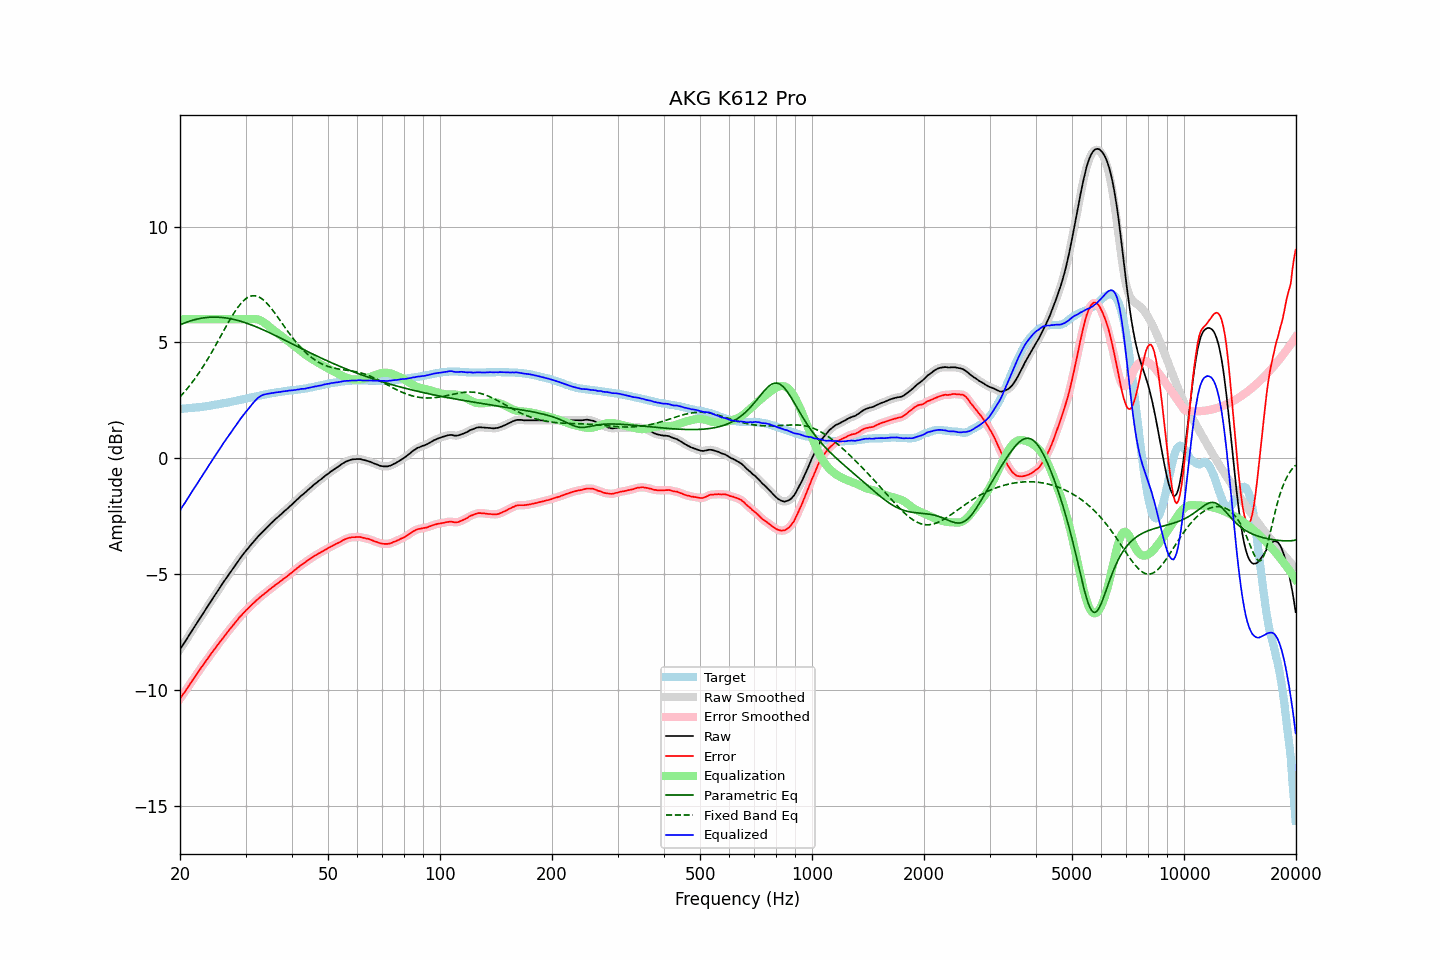 AKG K612 Pro
Amplitude (dBr)
10
5
0
−5
−10
−15
Target
Raw Smoothed
Error Smoothed
Raw
Error
Equalization
Parametric Eq
Fixed Band Eq
Equalized
20 50 100 200 500 1000 2000 5000 10000 20000
Frequency (Hz)